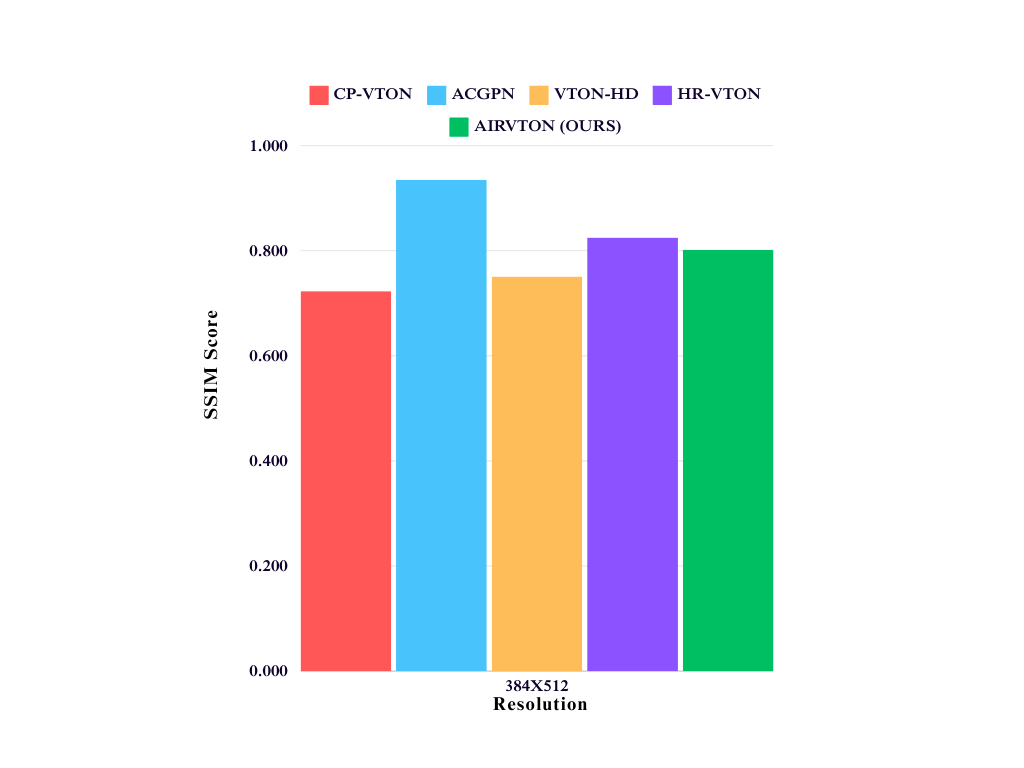 CP-VTON ACGPN VTON-HD HR-VTON
AIRVTON (OURS)
1.000
0.800
0.600
0.400
0.200
0.000
SSIM Score
384X512
Resolution